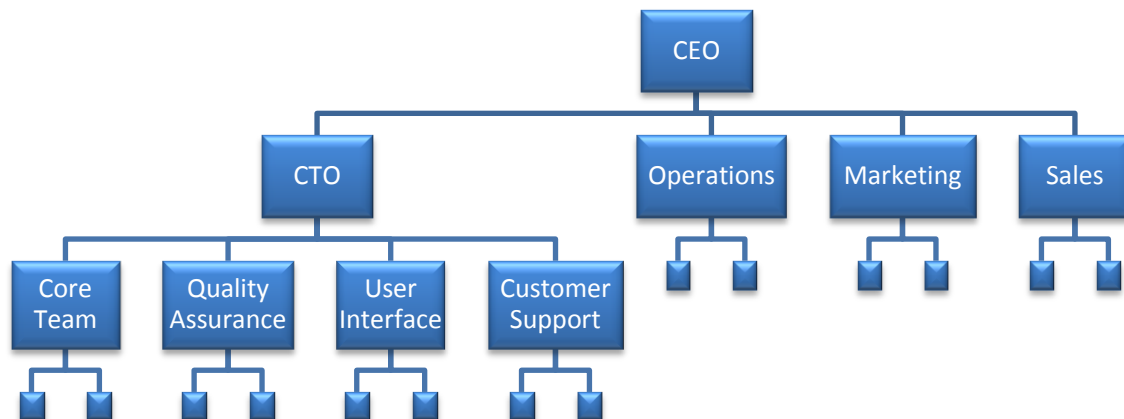 CEO
CTO
Operations
Marketing
Sales
Core
Team
Quality
Assurance
User
Interface
Customer
Support